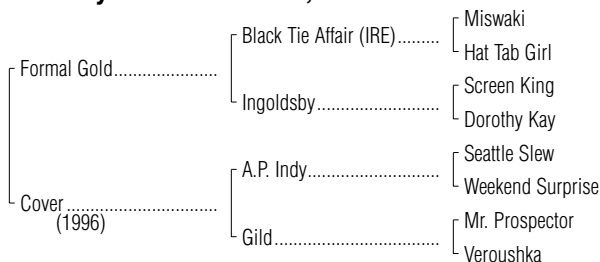 Miswaki
Black Tie Affair (IRE).........
Hat Tab Girl
Formal Gold......................
Screen King
Ingoldsby..........................
Dorothy Kay
Seattle Slew
A.P. Indy............................
Weekend Surprise
Cover................................
(1996)
Mr. Prospector
Gild...................................
Veroushka